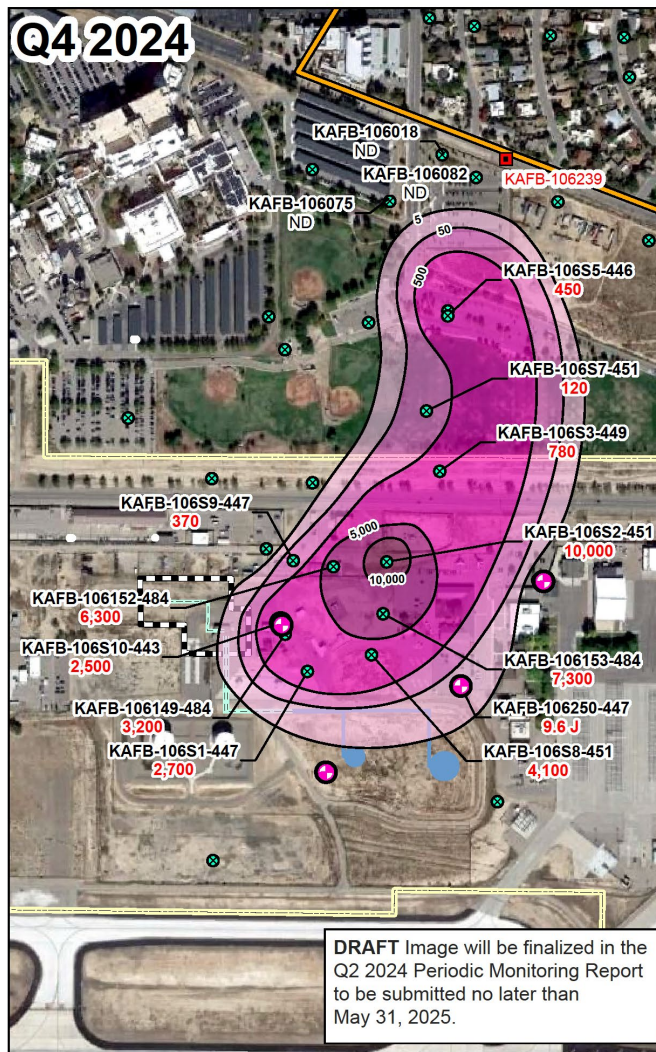 Q4 2024
KAFB-106018
ND
KAFB-106082
ND
KAFB-106239
KAFB-106075
ND
5
50
500
KAFB-106S5-446
450
KAFB-106S7-451
120
KAFB-106S3-449
780
KAFB-106S9-447
370
5,000
KAFB-106S2-451
10,000
10,000
KAFB-106152-484
6,300
KAFB-106S10-443
2,500
KAFB-106153-484
7,300
KAFB-106149-484
3,200
KAFB-106250-447
9.6 J
KAFB-106S1-447
2,700
KAFB-106S8-451
4,100
DRAFT Image will be finalized in the
Q2 2024 Periodic Monitoring Report
to be submitted no later than
May 31, 2025.